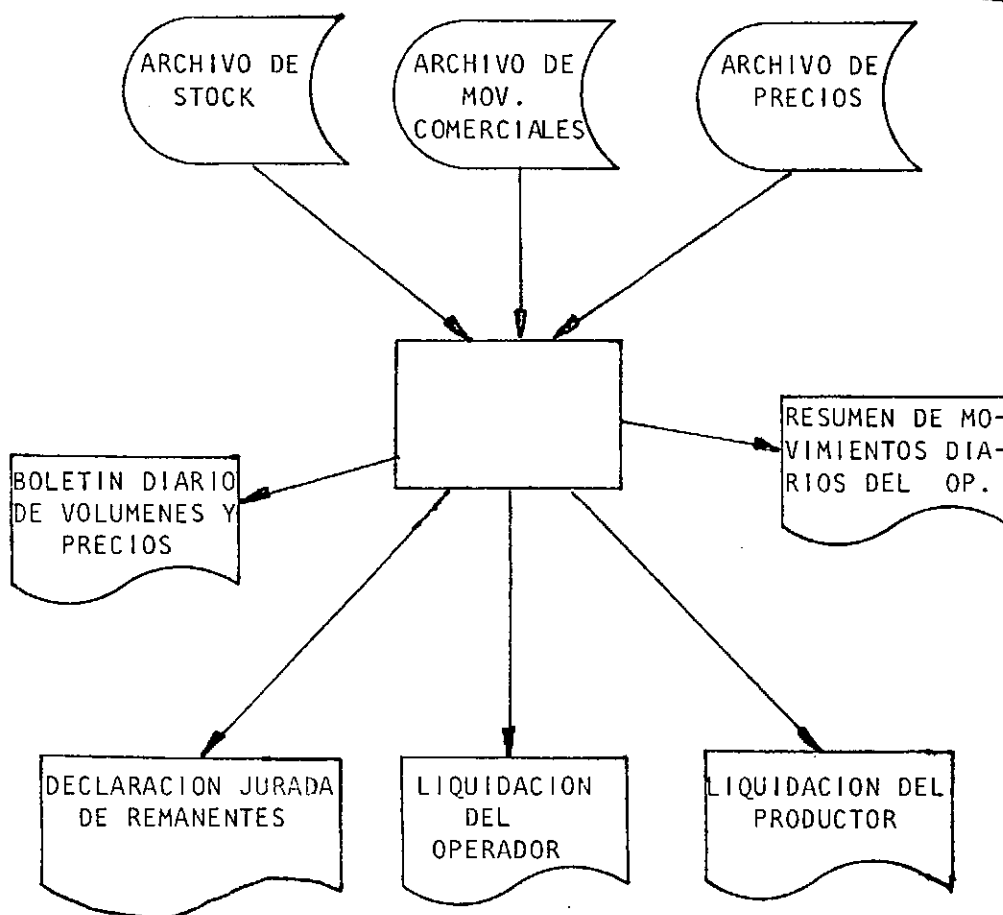 ARCHIVO DE
STOCK
ARCHIVO DE
MOV.
COMERCIALES
ARCHIVO DE
PRECIOS
BOLETIN DIARIO
DE VOLUMENES Y
PRECIOS
RESUMEN DE MO-
VIMIENTOS DIA-
RIOS DEL OP.
DECLARACION JURADA
DE REMANENTES
LIQUIDACION
DEL
OPERADOR
LIQUIDACION DEL
PRODUCTOR